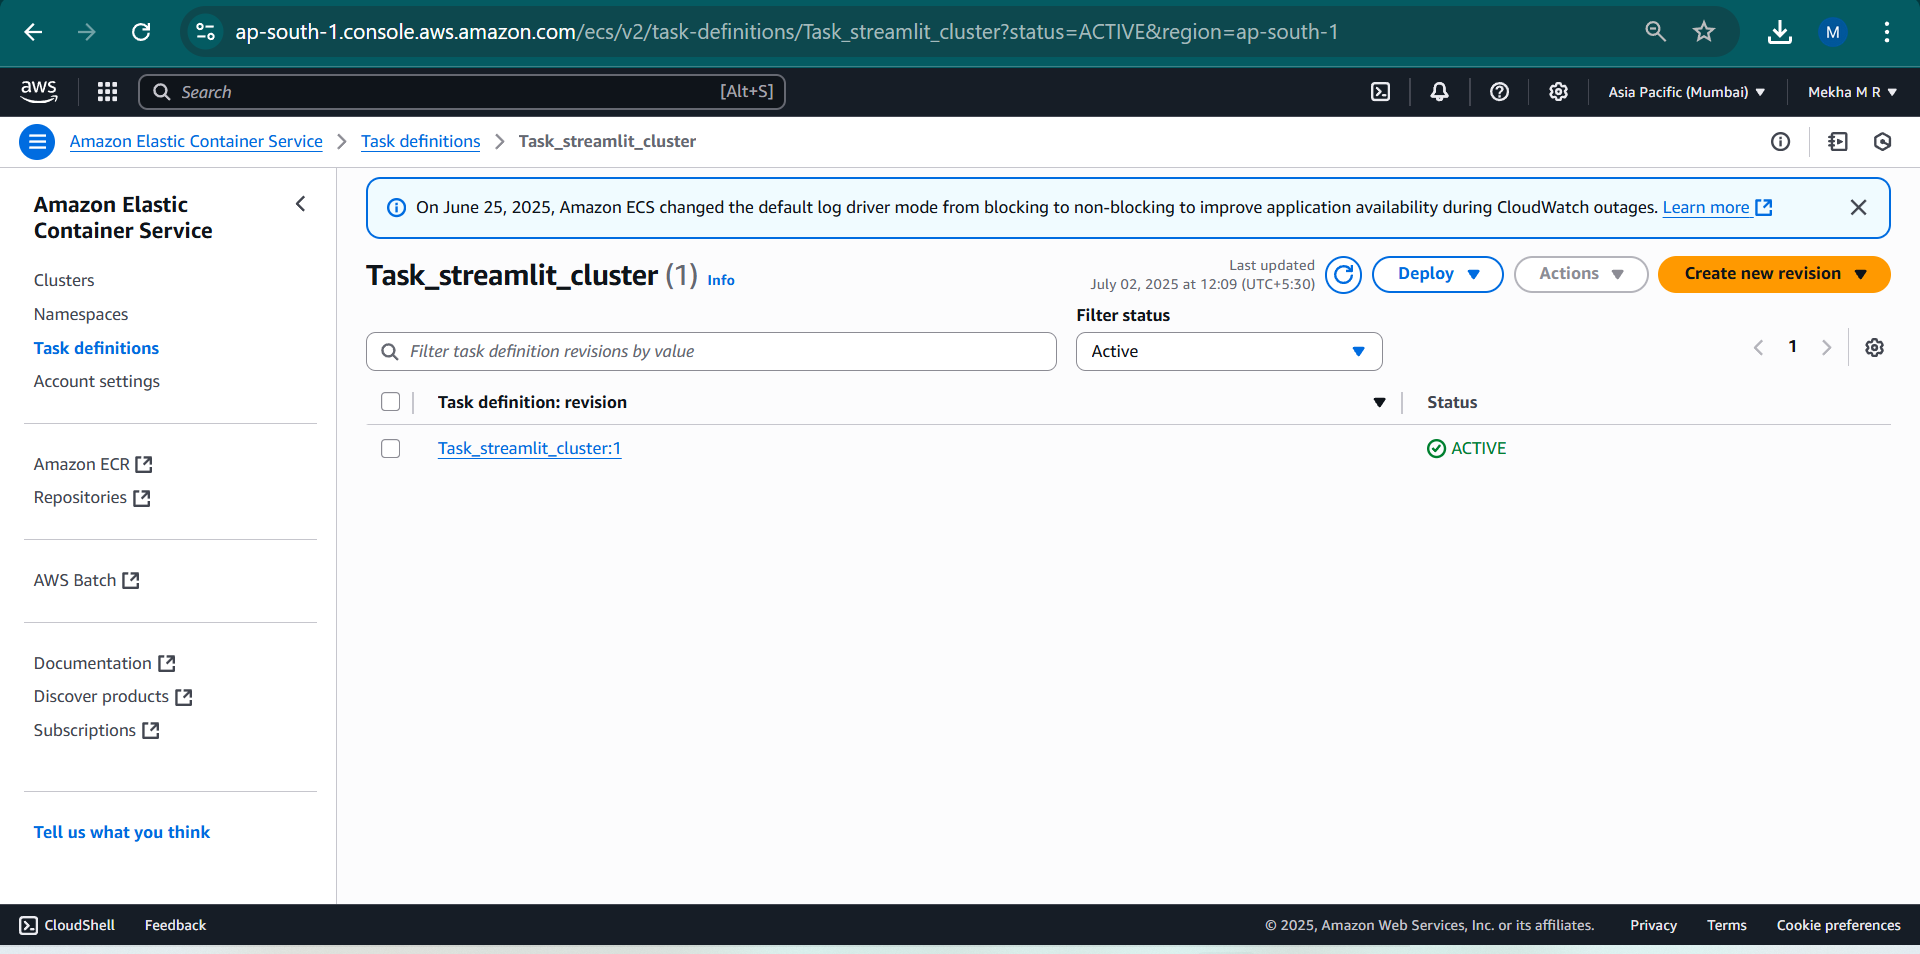 ap-south-1.console.aws.amazon.com/ecs/v2/task-definitions/Task_streamlit_cluster?status=ACTIVE&region=ap-south-1
M
aws
Search [Alt+S]
Asia Pacific (Mumbai)
Mekha M R
Amazon Elastic Container Service
Task definitions
Task_streamlit_cluster
Amazon Elastic
Container Service
Clusters
Namespaces
Task definitions
Account settings
Amazon ECR
Repositories
AWS Batch
Documentation
Discover products
Subscriptions
Tell us what you think
On June 25, 2025, Amazon ECS changed the default log driver mode from blocking to non-blocking to improve application availability during CloudWatch outages. Learn more
Task_streamlit_cluster (1) Info
Last updated
July 02, 2025 at 12:09 (UTC+5:30)
Deploy
Actions
Create new revision
Filter status
Filter task definition revisions by value
Active
1
Task definition: revision
Status
Task_streamlit_cluster:1
ACTIVE
CloudShell
Feedback
© 2025, Amazon Web Services, Inc. or its affiliates.
Privacy
Terms
Cookie preferences